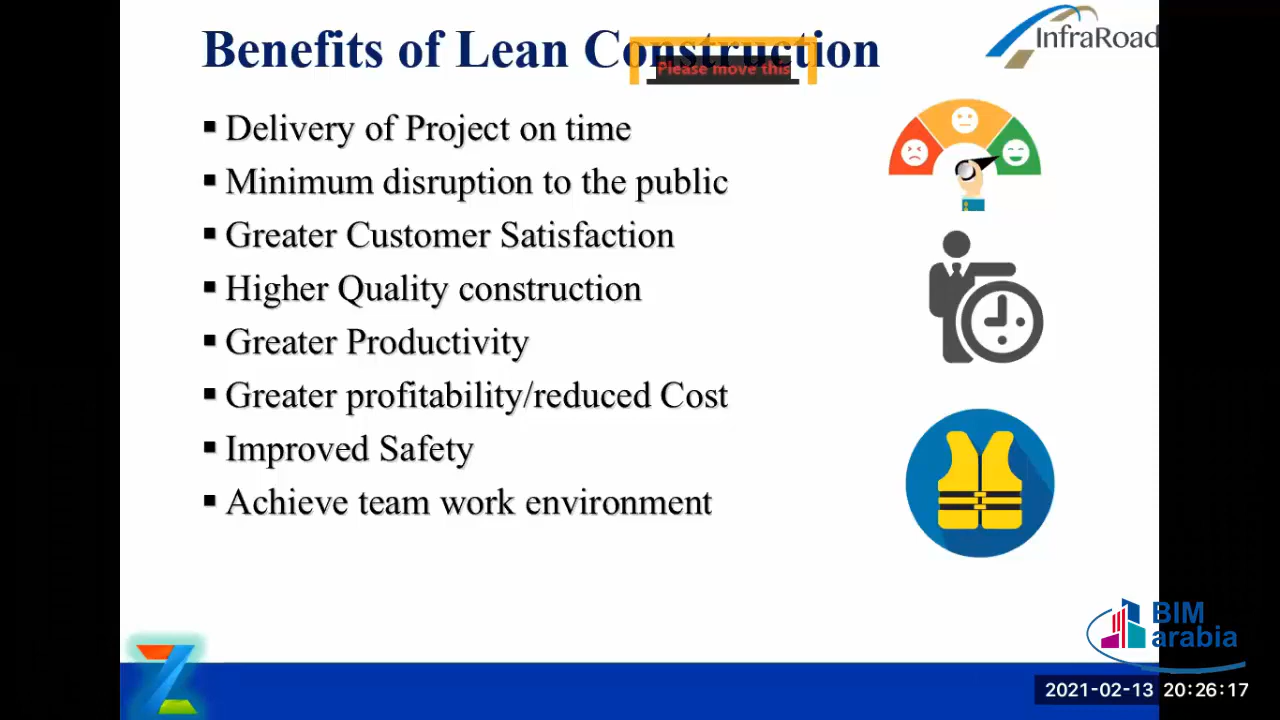 Benefits of Lean Construction
InfraRoad
Please move this
▪ Delivery of Project on time
▪ Minimum disruption to the public
▪ Greater Customer Satisfaction
▪ Higher Quality construction
▪ Greater Productivity
▪ Greater profitability/reduced Cost
▪ Improved Safety
▪ Achieve team work environment
BIM
arabia
Z
2021-02-13 20:26:17